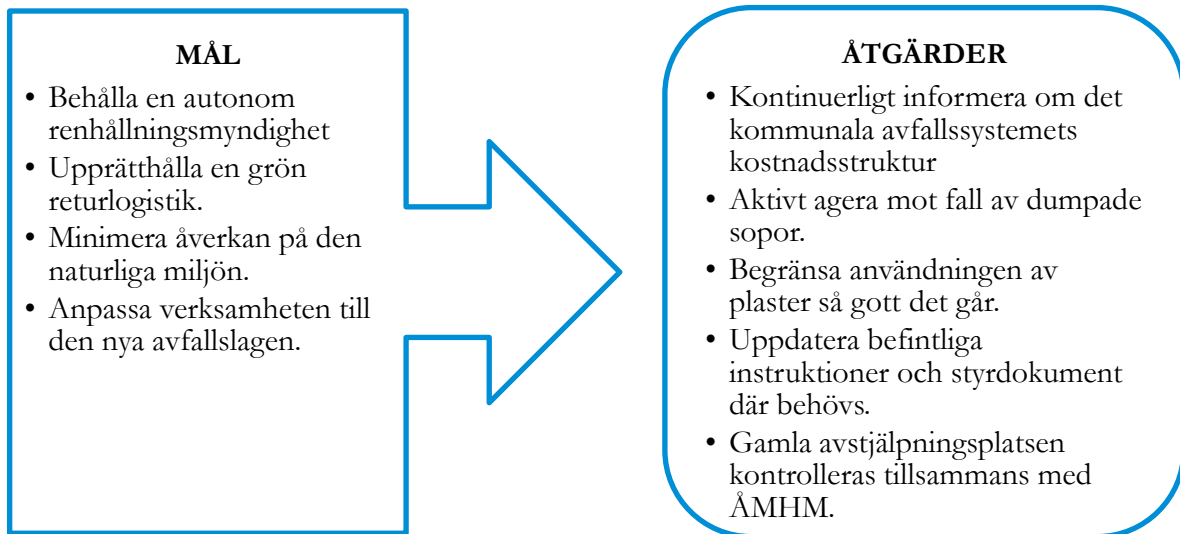 MÅL
• Behålla en autonom
renhållningsmyndighet
• Upprätthålla en grön
returlogistik.
• Minimera åverkan på den
naturliga miljön.
• Anpassa verksamheten till
den nya avfallslagen.
ÅTGÄRDER
• Kontinuerligt informera om det
kommunala avfallssystemets
kostnadsstruktur
• Aktivt agera mot fall av dumpade
sopor.
• Begränsa användningen av
plaster så gott det går.
• Uppdatera befintliga
instruktioner och styrdokument
där behövs.
• Gamla avstjälpningsplatsen
kontrolleras tillsammans med
ÅMHM.